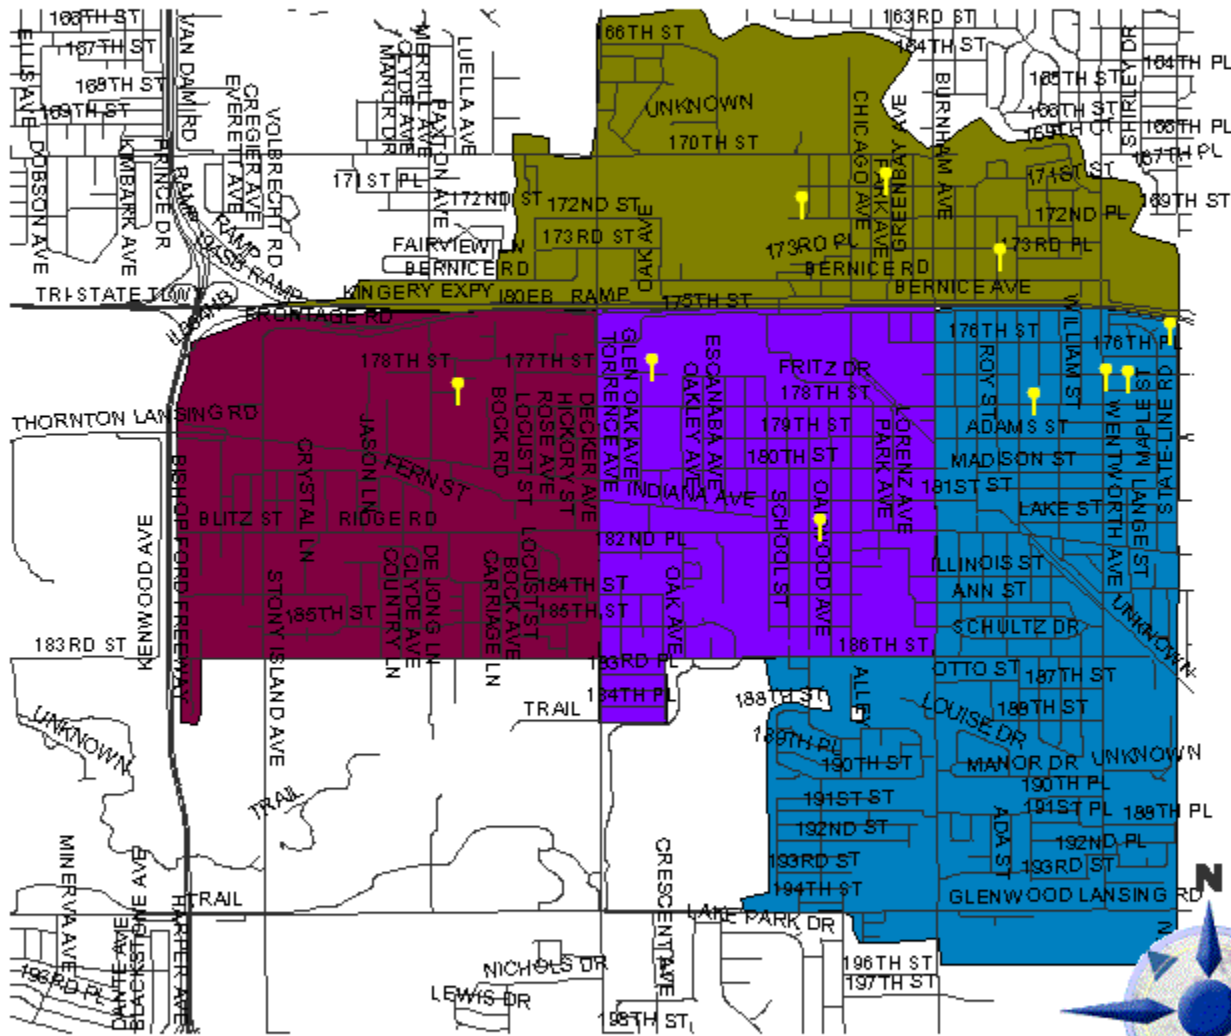 166TH ST
167TH ST
168TH ST
169TH ST
ELLIS AVE
DOBSON AVE
KIMBARK AVE
PRINCE DR
VAN DAM RD
RAMP
RAMP
EVERETT AVE
CREGIER AVE
VOLBRECHT RD
MANOR DR
CLYDE AVE
MERRILL AVE
PAXTON AVE
LUELLA AVE
171ST PL
172ND ST
FAIRVIEW LN
BERNICE RD
166TH ST
UNKNOWN
170TH ST
172ND ST
173RD ST
OAK AVE
CHICAGO AVE
PARK AVE
GREENBAY AVE
BURNHAM AVE
163RD ST
164TH ST
165TH ST
166TH ST
169TH CT
SHIRLEY DR
164TH PL
166TH PL
167TH PL
169TH ST
171ST ST
172ND PL
173RD PL
173RD PL
BERNICE RD
BERNICE AVE
TRI-STATE
KINGERY EXPY
I80EB RAMP
175TH ST
FRONTAGE RD
178TH ST
177TH ST
THORNTON LANSING RD
JASON LN
CRYSTAL LN
FERN ST
BLITZ ST
RIDGE RD
BOCK RD
LOCUST ST
ROSE AVE
HICKORY ST
DECKER AVE
TORRENCE AVE
GLEN OAK AVE
OAKLEY AVE
ESCANABA AVE
FRITZ DR
178TH ST
179TH ST
180TH ST
INDIANA AVE
SCHOOL ST
OAKWOOD AVE
PARK AVE
LORENZ AVE
182ND PL
OAK AVE
186TH ST
176TH ST
176TH PL
ROY ST
WILLIAM ST
ADAMS ST
MADISON ST
181ST ST
LAKE ST
WENTWORTH AVE
MAPLE ST
LANGE ST
STATE-LINE RD
ILLINOIS ST
ANN ST
SCHULTZ DR
UNKNOWN
KENWOOD AVE
BISHOP FORD FREEWAY
183RD ST
UNKNOWN
STONY ISLAND AVE
185TH ST
COUNTRY LN
CLYDE AVE
DE JONG LN
CARRIAGE LN
BOCK AVE
LOCUST ST
184TH ST
185TH ST
193RD PL
184TH PL
TRAIL
188TH ST
ALLEY
OTTO ST
187TH ST
188TH ST
LOUISE DR
189TH PL
190TH ST
MANOR DR
UNKNOWN
190TH PL
191ST PL
188TH PL
191ST ST
192ND ST
192ND PL
193RD ST
193RD ST
ADA ST
194TH ST
GLENWOOD LANSING RD
TRAIL
TRAIL
MINERVA AVE
DANTE AVE
BLACKSTONE AVE
HARPER AVE
193RD PL
CRESCENT AVE
LAKE PARK DR
NICHOLS DR
LEWIS DR
196TH ST
197TH ST
198TH ST
N